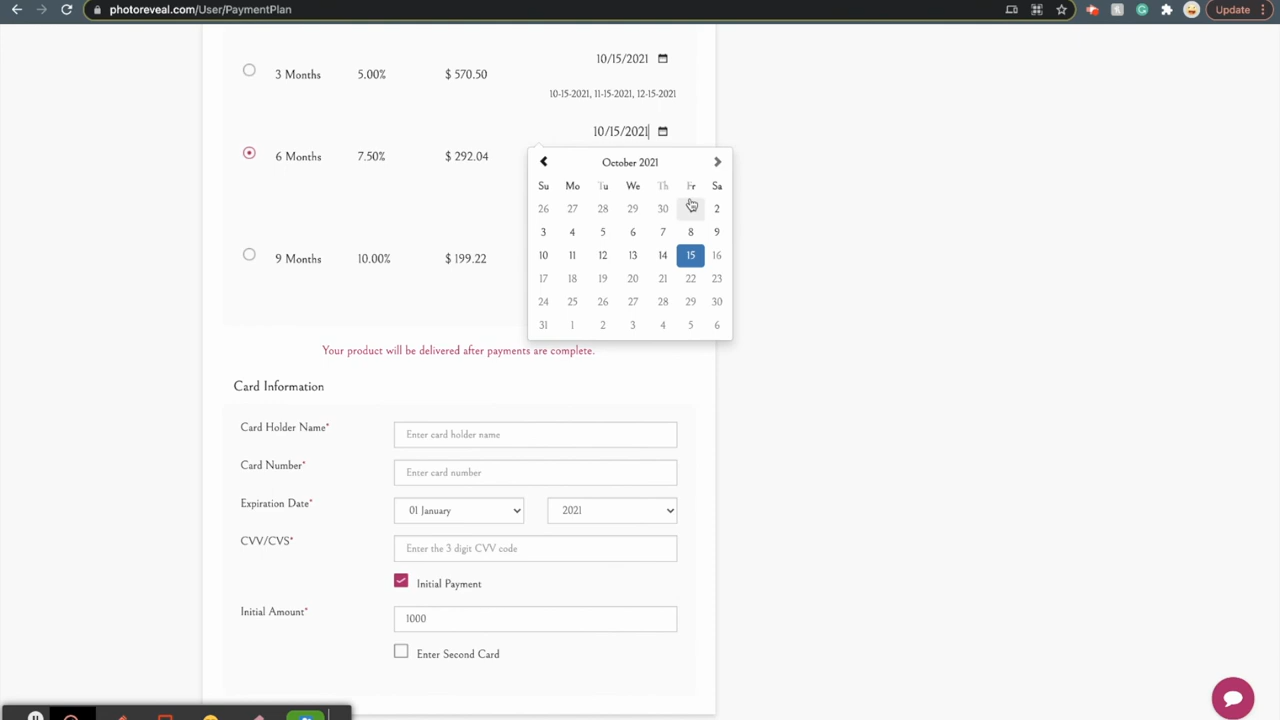 photoreveal.com/User/PaymentPlan
Update
10/15/2021
3 Months 5.00% $ 570.50
10-15-2021, 11-15-2021, 12-15-2021
10/15/2021
6 Months 7.50% $ 292.04
October 2021
Su Mo Tu We Th Fr Sa
26 27 28 29 30 2
3 4 5 6 7 8 9
10 11 12 13 14 15 16
17 18 19 20 21 22 23
24 25 26 27 28 29 30
31 1 2 3 4 5 6
9 Months 10.00% $ 199.22
Your product will be delivered after payments are complete.
Card Information
Card Holder Name* Enter card holder name
Card Number* Enter card number
Expiration Date* 01 January 2021
CVV/CVS* Enter the 3 digit CVV code
Initial Payment
Initial Amount* 1000
Enter Second Card